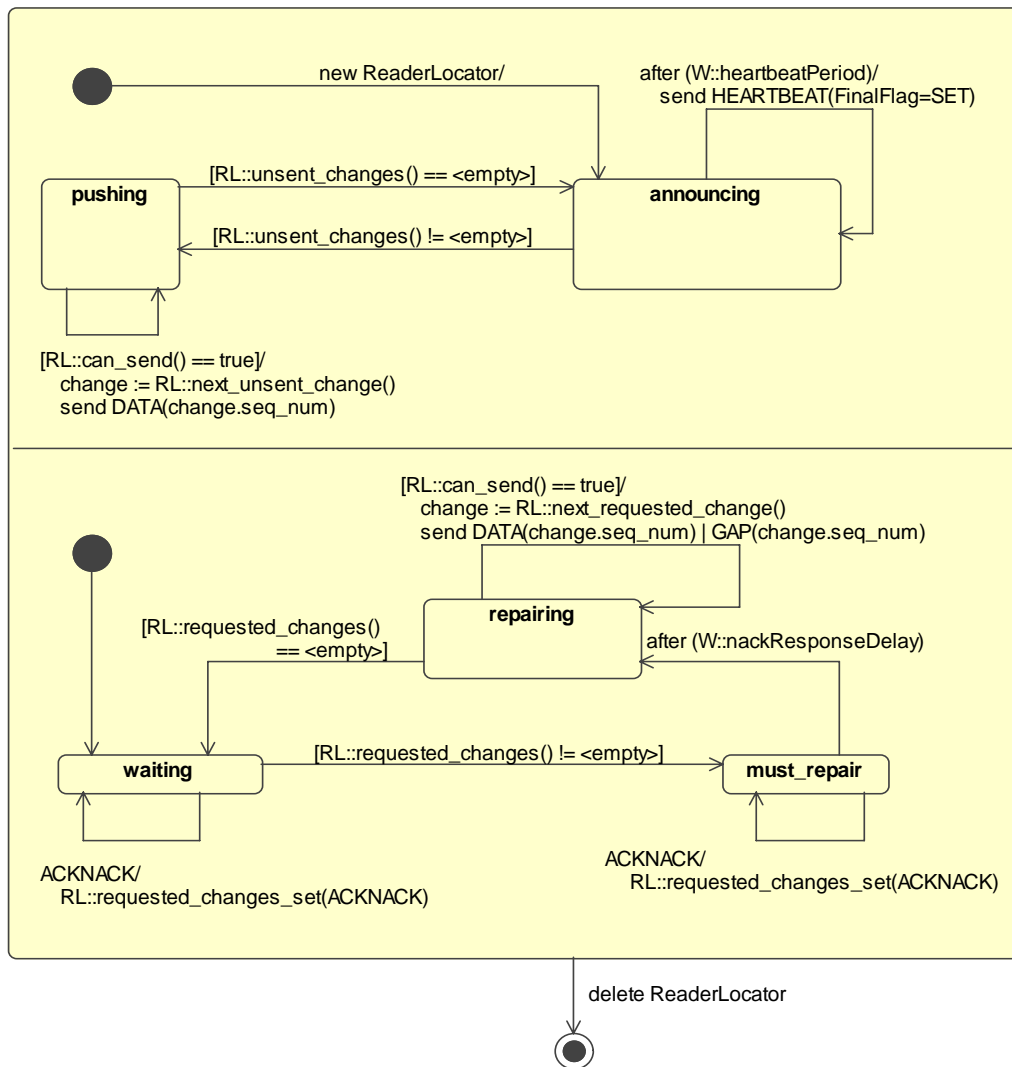 new ReaderLocator/
after (W::heartbeatPeriod)/
send HEARTBEAT(FinalFlag=SET)
[RL::unsent_changes() == <empty>]
pushing
announcing
[RL::unsent_changes() != <empty>]
[RL::can_send() == true]/
change := RL::next_unsent_change()
send DATA(change.seq_num)
[RL::can_send() == true]/
change := RL::next_requested_change()
send DATA(change.seq_num) | GAP(change.seq_num)
repairing
[RL::requested_changes()
== <empty>]
after (W::nackResponseDelay)
waiting
[RL::requested_changes() != <empty>]
must_repair
ACKNACK/
RL::requested_changes_set(ACKNACK)
ACKNACK/
RL::requested_changes_set(ACKNACK)
delete ReaderLocator